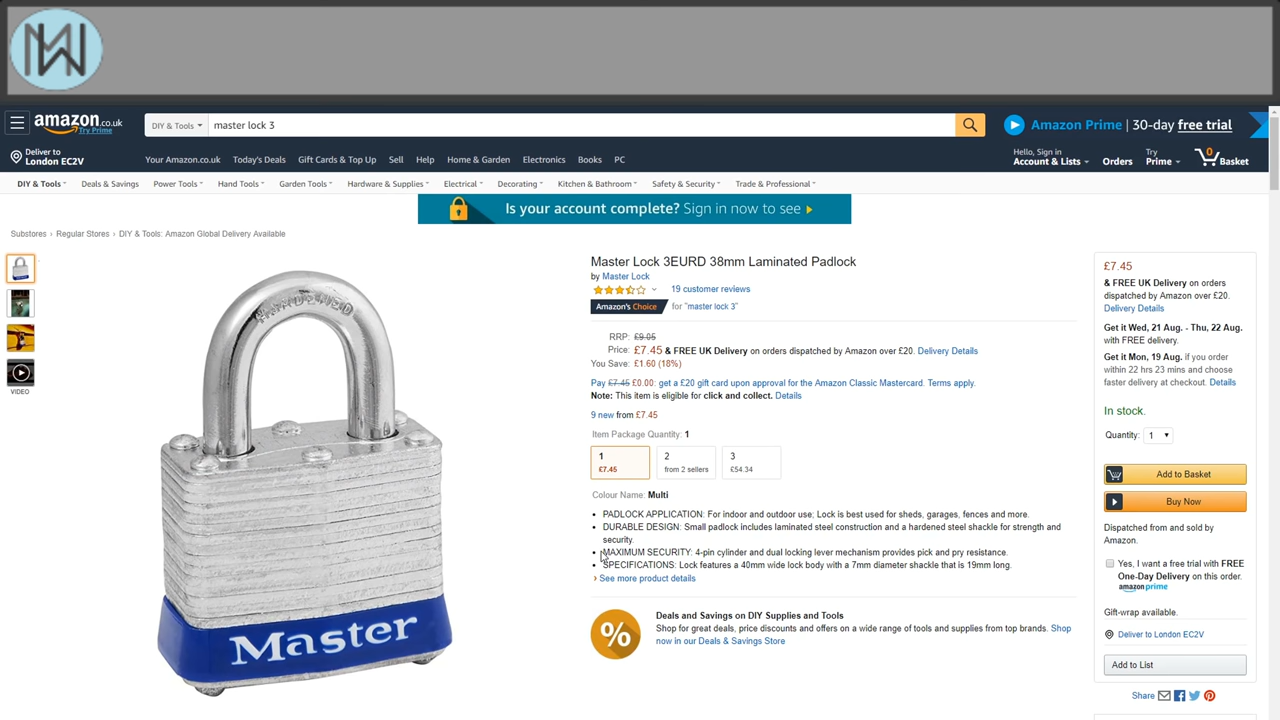 amazon.co.uk
Try Prime
DIY & Tools
master lock 3
Amazon Prime | 30-day free trial
Deliver to
London EC2V
Your Amazon.co.uk Today's Deals Gift Cards & Top Up Sell Help Home & Garden Electronics Books PC
Hello, Sign in
Account & Lists
Orders
Try
Prime
0
Basket
DIY & Tools Deals & Savings Power Tools Hand Tools Garden Tools Hardware & Supplies Electrical Decorating Kitchen & Bathroom Safety & Security Trade & Professional
Is your account complete? Sign in now to see
Substores › Regular Stores › DIY & Tools: Amazon Global Delivery Available
VIDEO
HARDENED
Master
Master Lock 3EURD 38mm Laminated Padlock
by Master Lock
19 customer reviews
Amazon's Choice for "master lock 3"
RRP: £9.05
Price: £7.45 & FREE UK Delivery on orders dispatched by Amazon over £20. Delivery Details
You Save: £1.60 (18%)
Pay £7.45 £0.00: get a £20 gift card upon approval for the Amazon Classic Mastercard. Terms apply.
Note: This item is eligible for click and collect. Details
9 new from £7.45
Item Package Quantity: 1
1
£7.45
2
from 2 sellers
3
£54.34
Colour Name: Multi
• PADLOCK APPLICATION: For indoor and outdoor use; Lock is best used for sheds, garages, fences and more.
• DURABLE DESIGN: Small padlock includes laminated steel construction and a hardened steel shackle for strength and
security.
• MAXIMUM SECURITY: 4-pin cylinder and dual locking lever mechanism provides pick and pry resistance.
• SPECIFICATIONS: Lock features a 40mm wide lock body with a 7mm diameter shackle that is 19mm long.
› See more product details
%
Deals and Savings on DIY Supplies and Tools
Shop for great deals, price discounts and offers on a wide range of tools and supplies from top brands. Shop
now in our Deals & Savings Store
£7.45
& FREE UK Delivery on orders
dispatched by Amazon over £20.
Delivery Details
Get it Wed, 21 Aug. - Thu, 22 Aug.
with FREE delivery.
Get it Mon, 19 Aug. if you order
within 22 hrs 23 mins and choose
faster delivery at checkout. Details
In stock.
Quantity: 1
Add to Basket
Buy Now
Dispatched from and sold by
Amazon.
Yes, I want a free trial with FREE
One-Day Delivery on this order.
amazon prime
Gift-wrap available.
Deliver to London EC2V
Add to List
Share